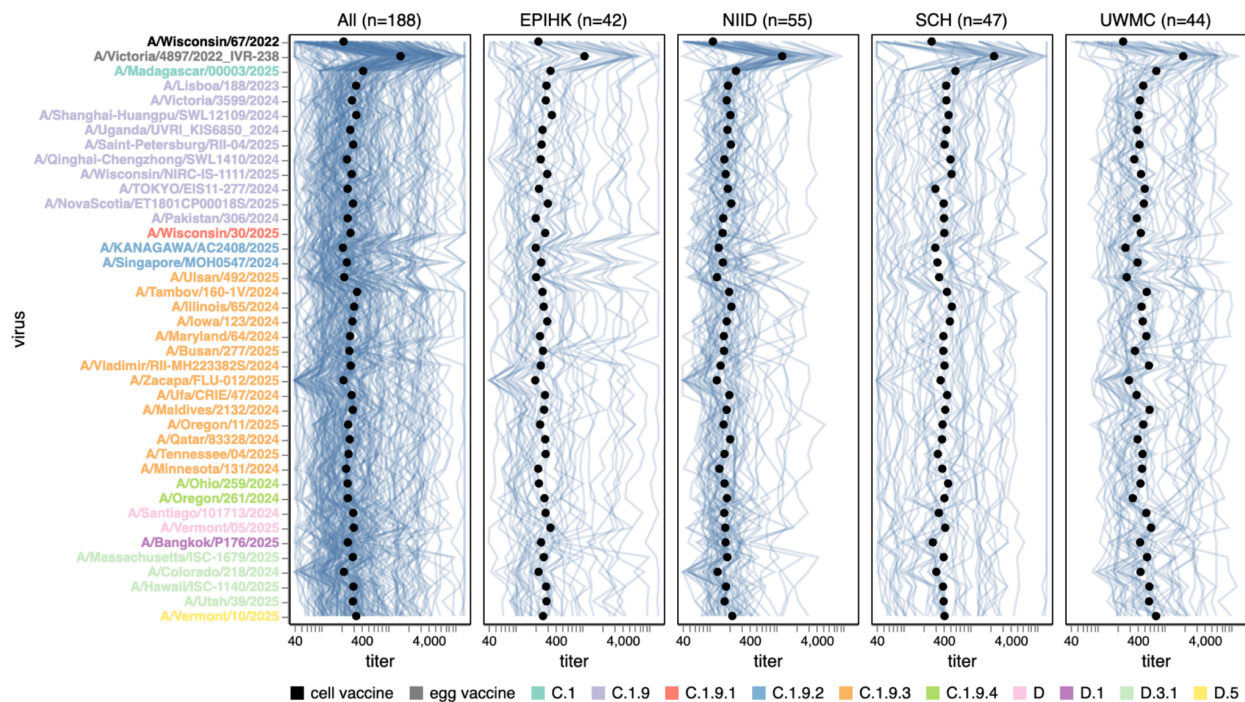 All (n=188) EPIHK (n=42) NIID (n=55) SCH (n=47) UWMC (n=44)
virus
A/Wisconsin/67/2022
A/Victoria/4897/2022_IVR-238
A/Madagascar/00003/2025
A/Lisboa/188/2023
A/Victoria/3599/2024
A/Shanghai-Huangpu/SWL12109/2024
A/Uganda/UVRI_KIS6850_2024
A/Saint-Petersburg/RII-04/2025
A/Qinghai-Chengzhong/SWL1410/2024
A/Wisconsin/NIRC-IS-1111/2025
A/TOKYO/EIS11-277/2024
A/NovaScotia/ET1801CP00018S/2025
A/Pakistan/306/2024
A/Wisconsin/30/2025
A/KANAGAWA/AC2408/2025
A/Singapore/MOH0547/2024
A/Ulsan/492/2025
A/Tambov/160-1V/2024
A/Illinois/65/2024
A/Iowa/123/2024
A/Maryland/64/2024
A/Busan/277/2025
A/Vladimir/RII-MH223382S/2024
A/Zacapa/FLU-012/2025
A/Ufa/CRIE/47/2024
A/Maldives/2132/2024
A/Oregon/11/2025
A/Qatar/83328/2024
A/Tennessee/04/2025
A/Minnesota/131/2024
A/Ohio/259/2024
A/Oregon/261/2024
A/Santiago/101713/2024
A/Vermont/05/2025
A/Bangkok/P176/2025
A/Massachusetts/ISC-1679/2025
A/Colorado/218/2024
A/Hawaii/ISC-1140/2025
A/Utah/39/2025
A/Vermont/10/2025
40 400 4,000 40 400 4,000 40 400 4,000 40 400 4,000 40 400 4,000
titer titer titer titer titer
cell vaccine egg vaccine C.1 C.1.9 C.1.9.1 C.1.9.2 C.1.9.3 C.1.9.4 D D.1 D.3.1 D.5